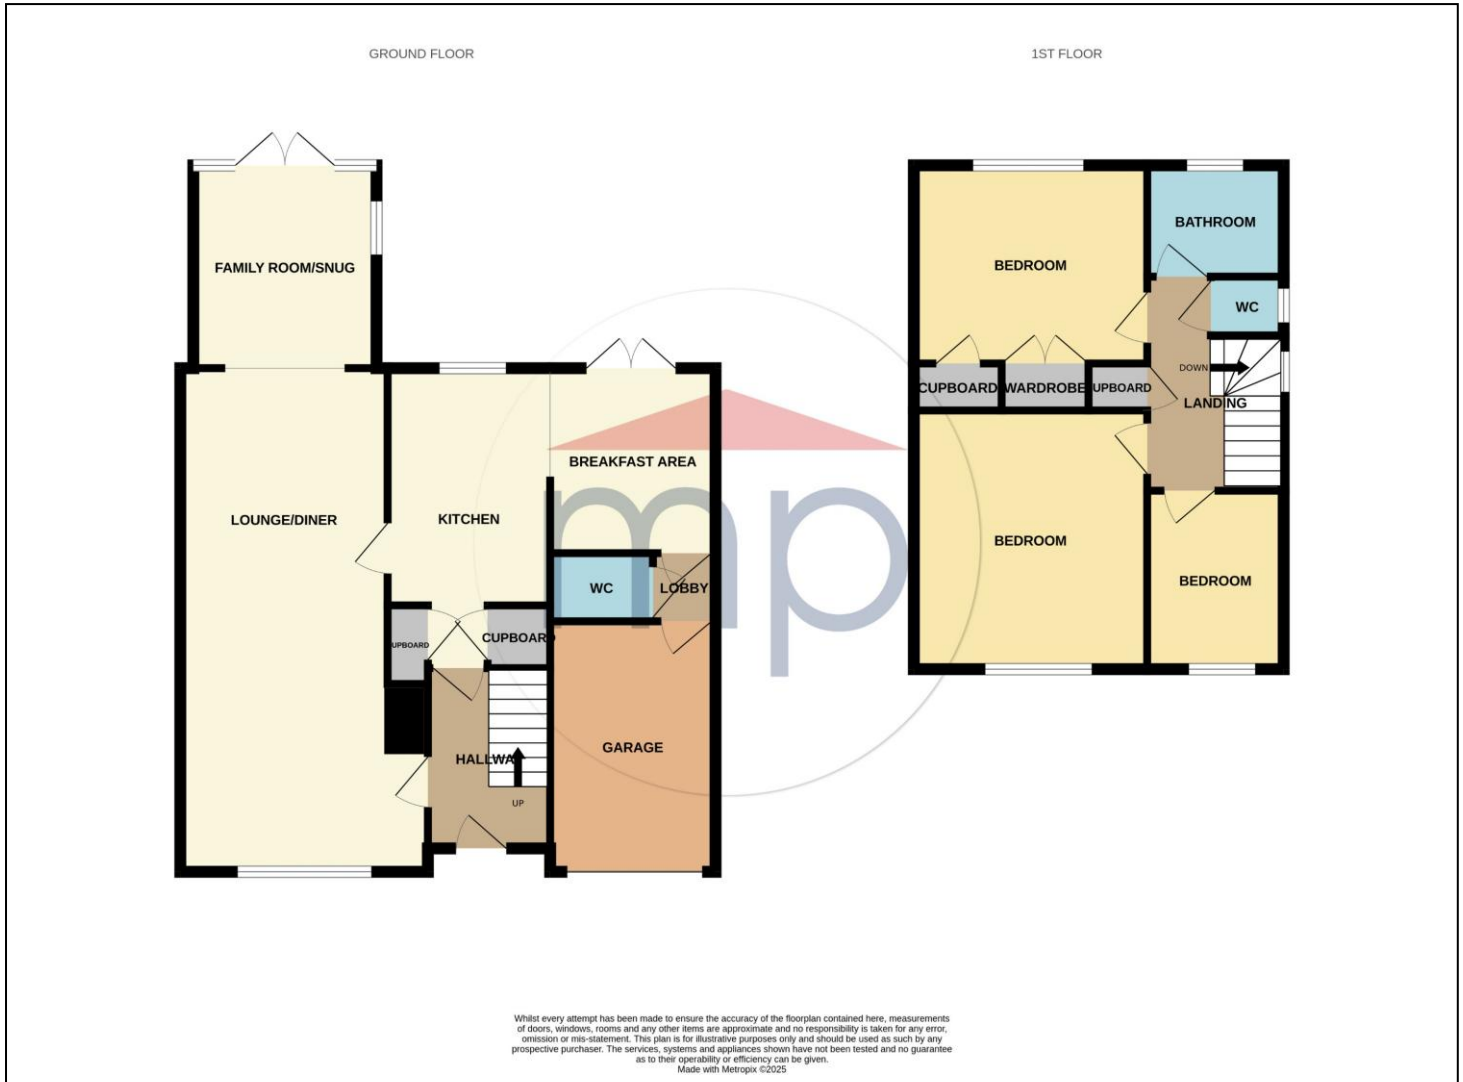 GROUND FLOOR
1ST FLOOR
FAMILY ROOM/SNUG
LOUNGE/DINER
KITCHEN
BREAKFAST AREA
WC
LOBBY
UPBOARD
CUPBOARD
HALLWA
UP
GARAGE
BEDROOM
BATHROOM
WC
DOWN
CUPBOARD
WARDROBE
UPBOARD
LANDING
BEDROOM
BEDROOM
mp
Whilst every attempt has been made to ensure the accuracy of the floorplan contained here, measurements
of doors, windows, rooms and any other items are approximate and no responsibility is taken for any error,
omission or mis-statement. This plan is for illustrative purposes only and should be used as such by any
prospective purchaser. The services, systems and appliances shown have not been tested and no guarantee
as to their operability or efficiency can be given.
Made with Metropix ©2025